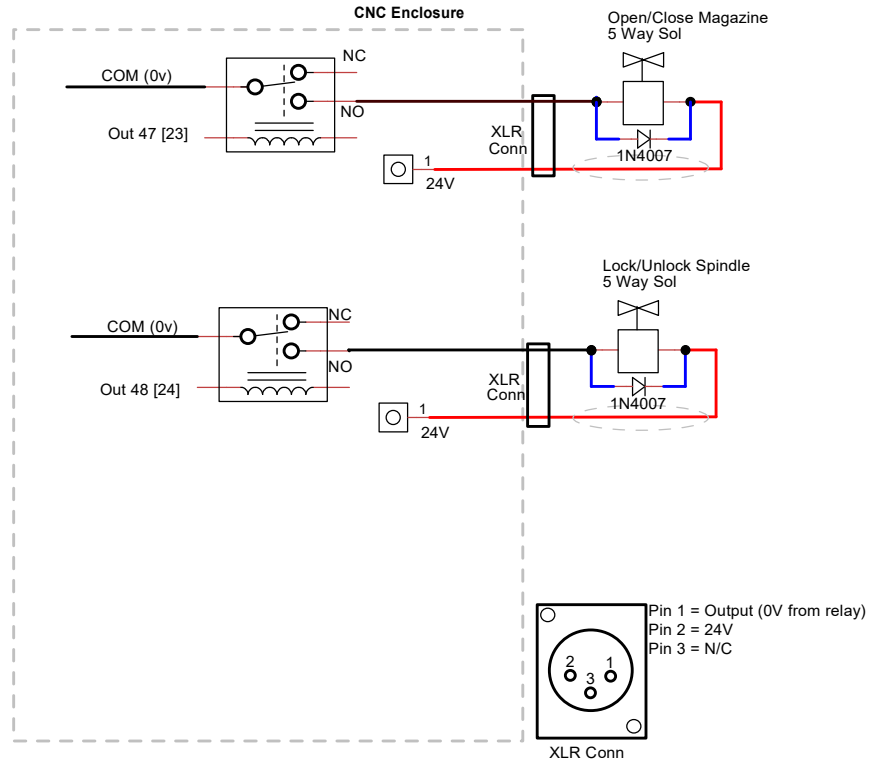 CNC Enclosure
Open/Close Magazine
5 Way Sol
NC
COM (0v)
NO
Out 47 [23]
XLR
Conn
1N4007
1
24V
Lock/Unlock Spindle
5 Way Sol
NC
COM (0v)
NO
Out 48 [24]
XLR
Conn
1N4007
1
24V
Pin 1 = Output (0V from relay)
Pin 2 = 24V
Pin 3 = N/C
2
1
3
XLR Conn